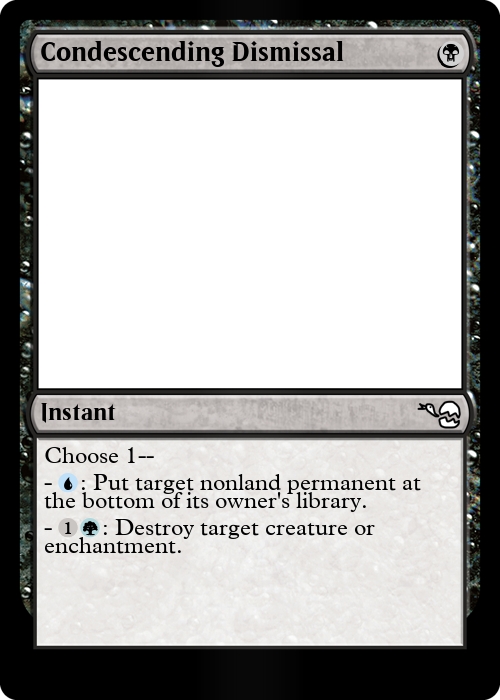 Condescending Dismissal
Instant
Choose 1--
- : Put target nonland permanent at
the bottom of its owner's library.
- 1 : Destroy target creature or
enchantment.